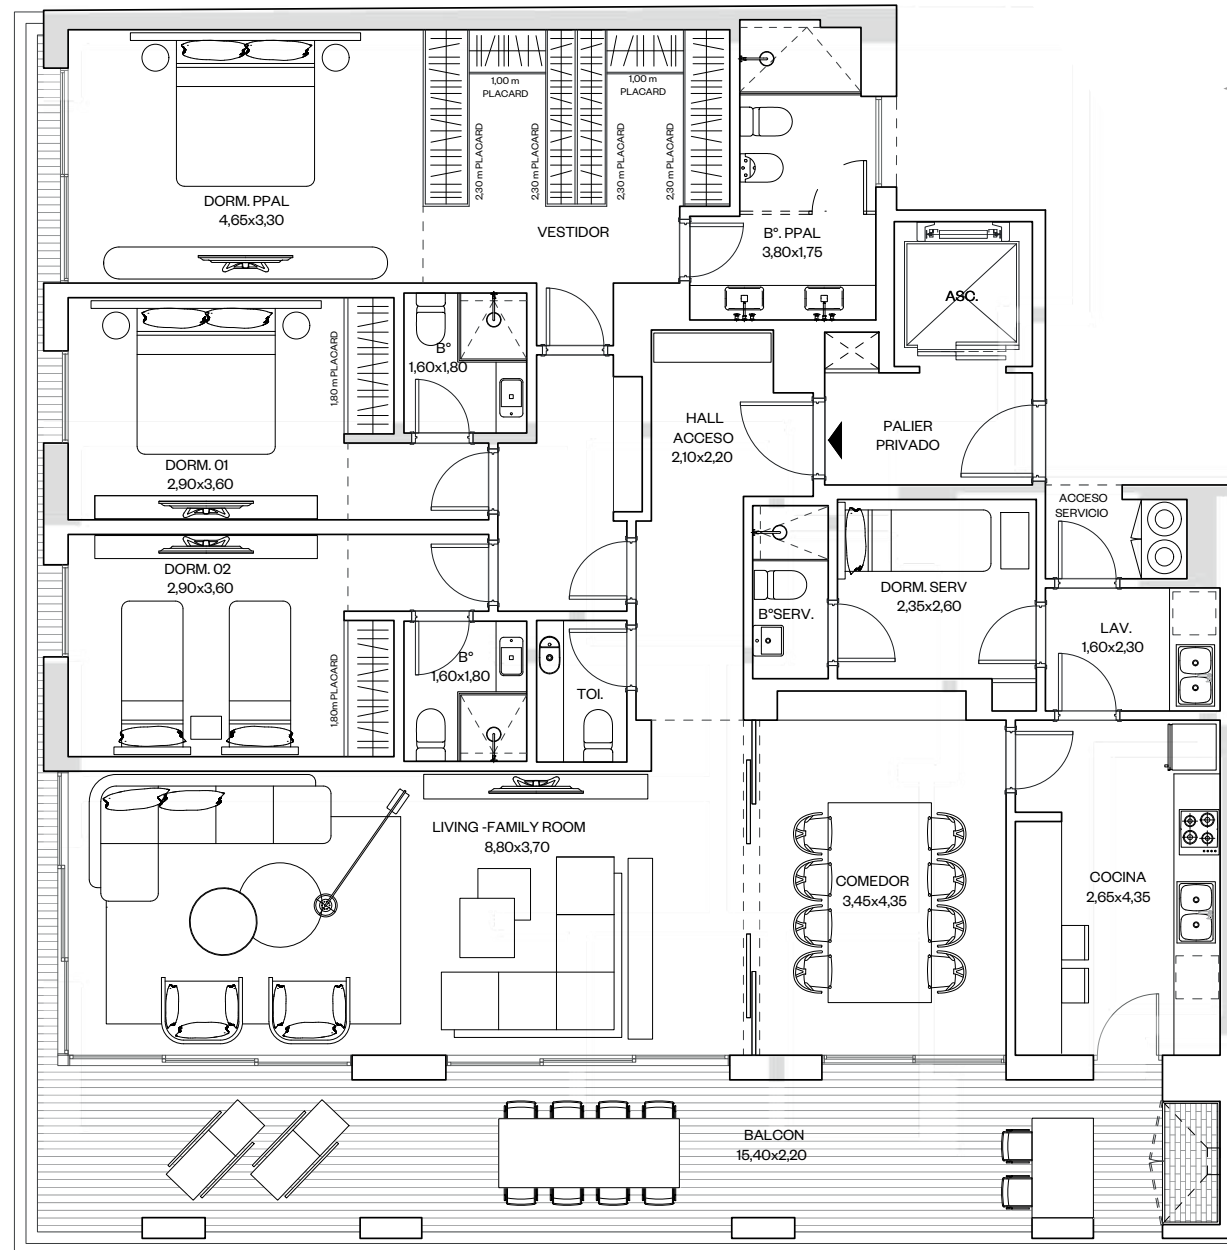 1,00 m
PLACARD
1,00 m
PLACARD
2,30 m PLACARD
2,30 m PLACARD
2,30 m PLACARD
2,30 m PLACARD
DORM. PPAL
4,65x3,30
VESTIDOR
B°. PPAL
3,80x1,75
ASC.
1,80 m PLACARD
B°
1,60x1,80
HALL
ACCESO
2,10x2,20
PALIER
PRIVADO
DORM. 01
2,90x3,60
ACCESO
SERVICIO
DORM. 02
2,90x3,60
DORM. SERV
2,35x2,60
B°SERV.
LAV.
1,60x2,30
1,80m PLACARD
B°
1,60x1,80
TOI.
LIVING -FAMILY ROOM
8,80x3,70
COMEDOR
3,45x4,35
COCINA
2,65x4,35
BALCON
15,40x2,20